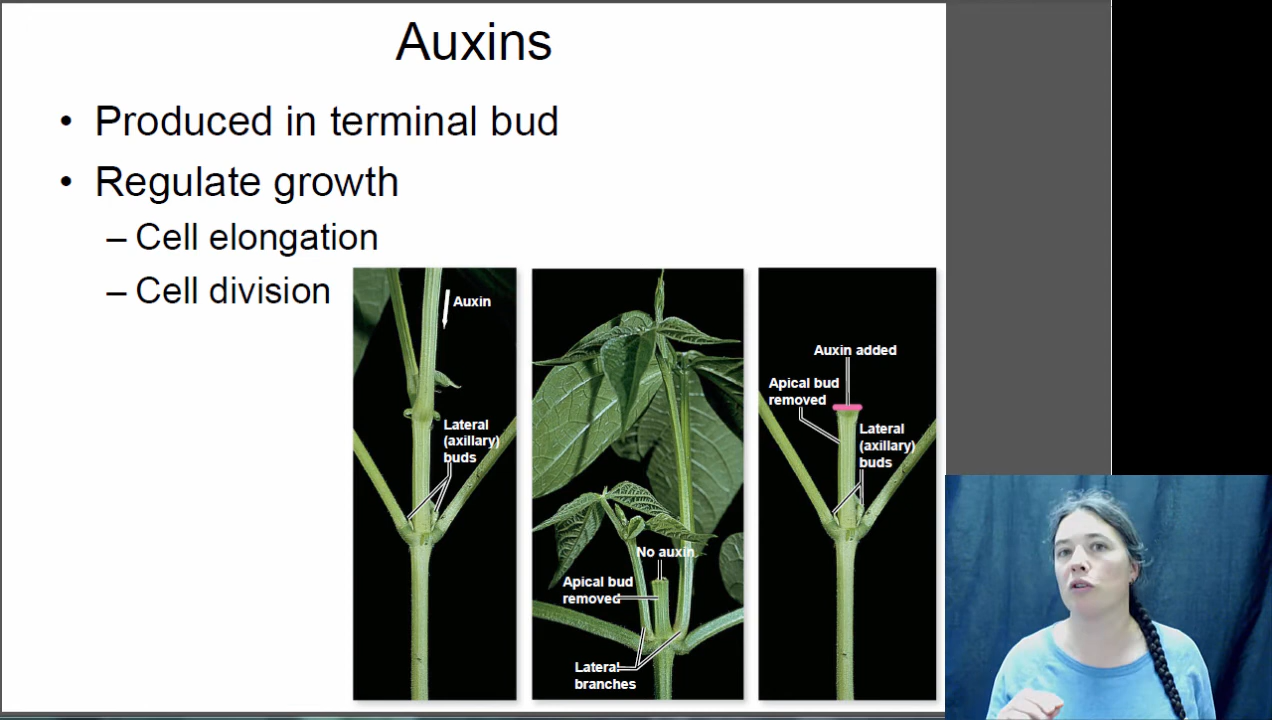 Auxins
• Produced in terminal bud
• Regulate growth
– Cell elongation
– Cell division
Auxin
Lateral
(axillary)
buds
No auxin
Apical bud
removed
Lateral
branches
Auxin added
Apical bud
removed
Lateral
(axillary)
buds